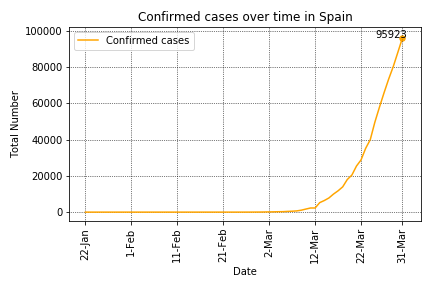 Confirmed cases over time in Spain
Confirmed cases
95923
Total Number
100000
80000
60000
40000
20000
0
22-Jan
1-Feb
11-Feb
21-Feb
2-Mar
12-Mar
22-Mar
31-Mar
Date